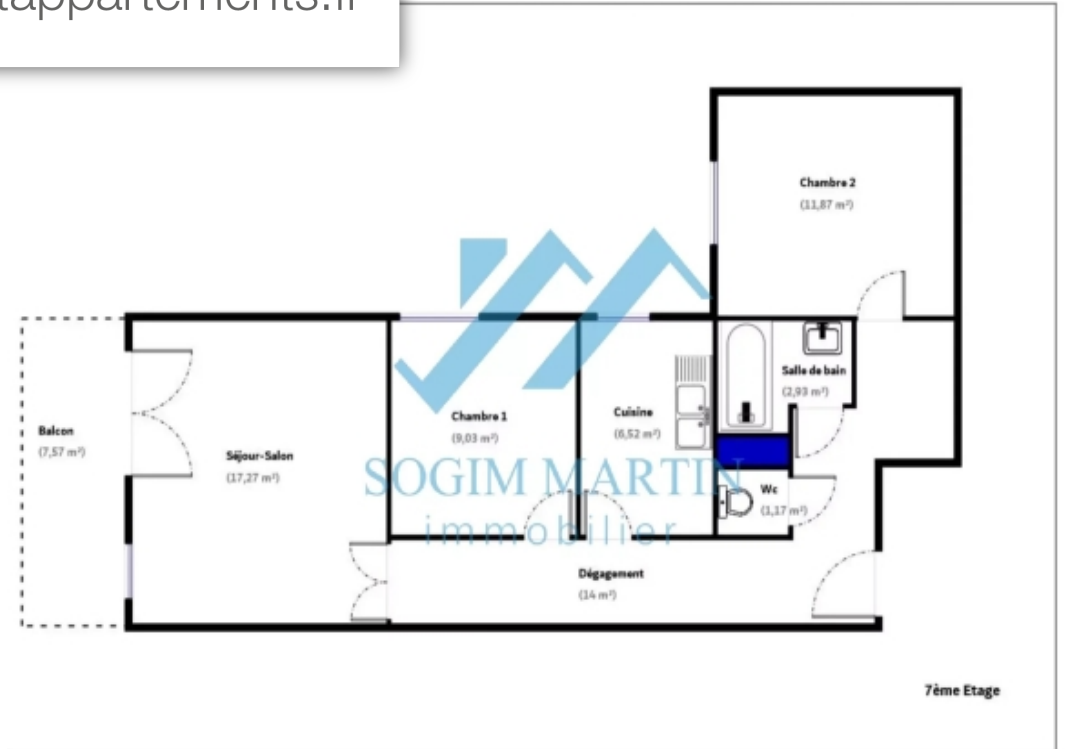 Chambre 2
(11,87 m²)
Balcon
(7,57 m²)
Séjour-Salon
(17,27 m²)
Chambre 1
(9,03 m²)
Cuisine
(6,52 m²)
Salle de bain
(2,93 m²)
Wc
(1,17 m²)
SOGIM MARTIN
immobilier
Dégagement
(14 m²)
7ème Etage